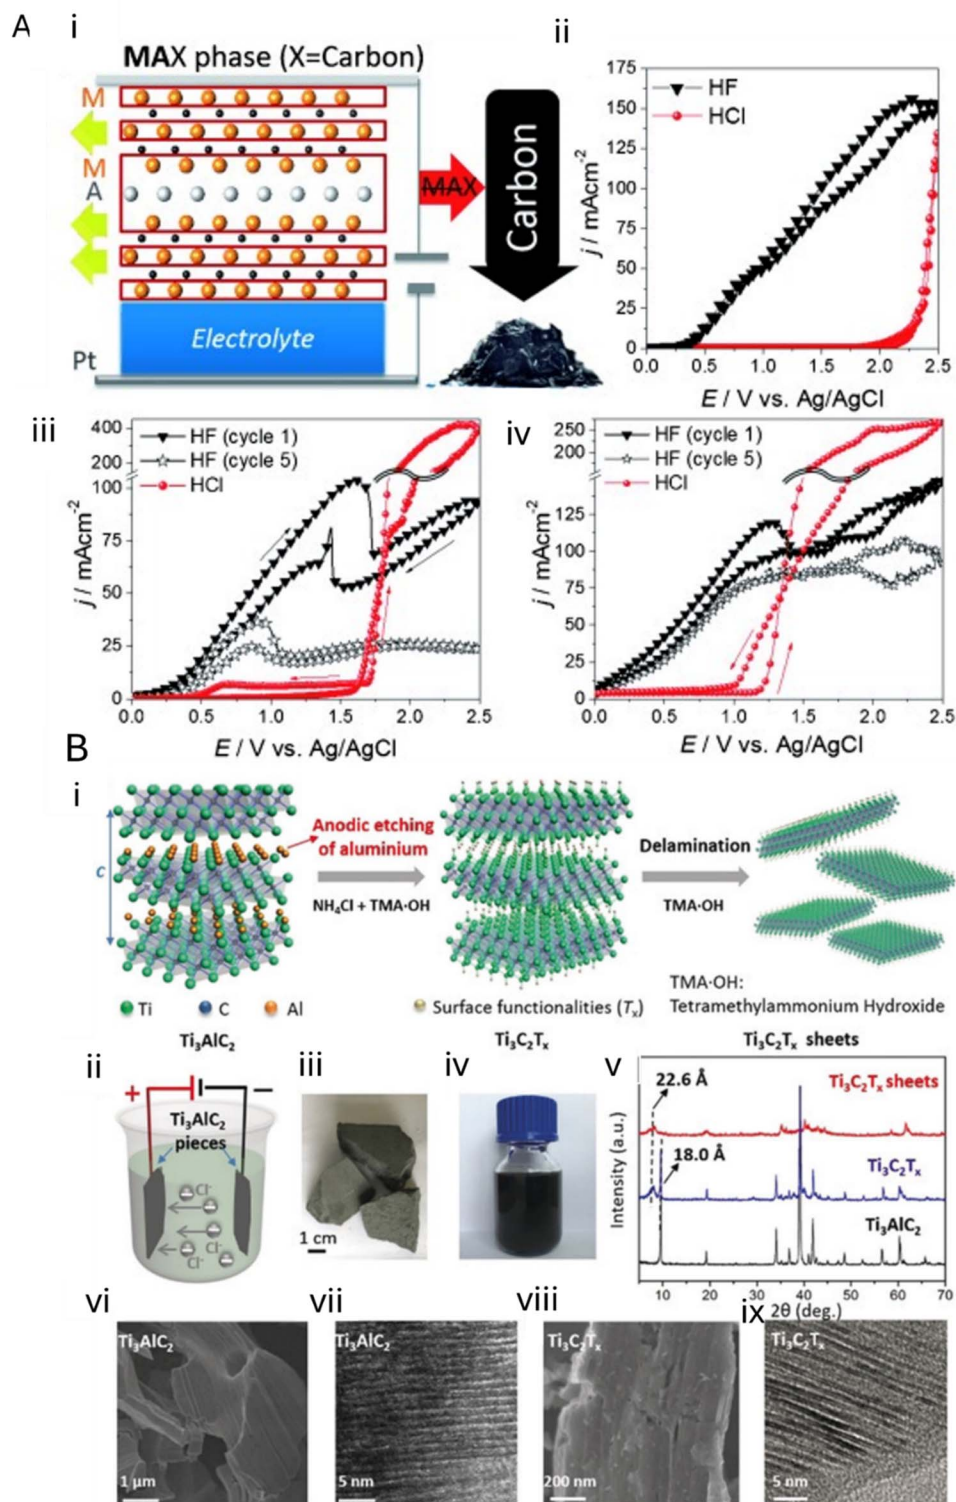 A i
MAX phase (X=Carbon)
M
M
A
MAX
Carbon
Electrolyte
Pt
ii
175
150
125
100
75
50
25
0
HF
HCl
j / mAcm-2
0.0 0.5 1.0 1.5 2.0 2.5
E / V vs. Ag/AgCl
iii
400
200
100
75
50
25
0
HF (cycle 1)
HF (cycle 5)
HCl
j / mAcm-2
0.0 0.5 1.0 1.5 2.0 2.5
E / V vs. Ag/AgCl
iv
250
200
125
100
75
50
25
0
HF (cycle 1)
HF (cycle 5)
HCl
j / mAcm-2
0.0 0.5 1.0 1.5 2.0 2.5
E / V vs. Ag/AgCl
B
i
c
Anodic etching
of aluminium
NH4Cl + TMA·OH
Delamination
TMA·OH
Ti C Al
Surface functionalities (Tx)
TMA·OH:
Tetramethylammonium Hydroxide
Ti3AlC2
Ti3C2Tx
Ti3C2Tx sheets
ii
+ −
Ti3AlC2
pieces
Cl-
Cl-
Cl-
iii
1 cm
iv
v
Intensity (a.u.)
22.6 Å
18.0 Å
Ti3C2Tx sheets
Ti3C2Tx
Ti3AlC2
10 20 30 40 50 60 70
2θ (deg.)
vi
Ti3AlC2
1 μm
vii
Ti3AlC2
5 nm
viii
Ti3C2Tx
200 nm
ix
Ti3C2Tx
5 nm